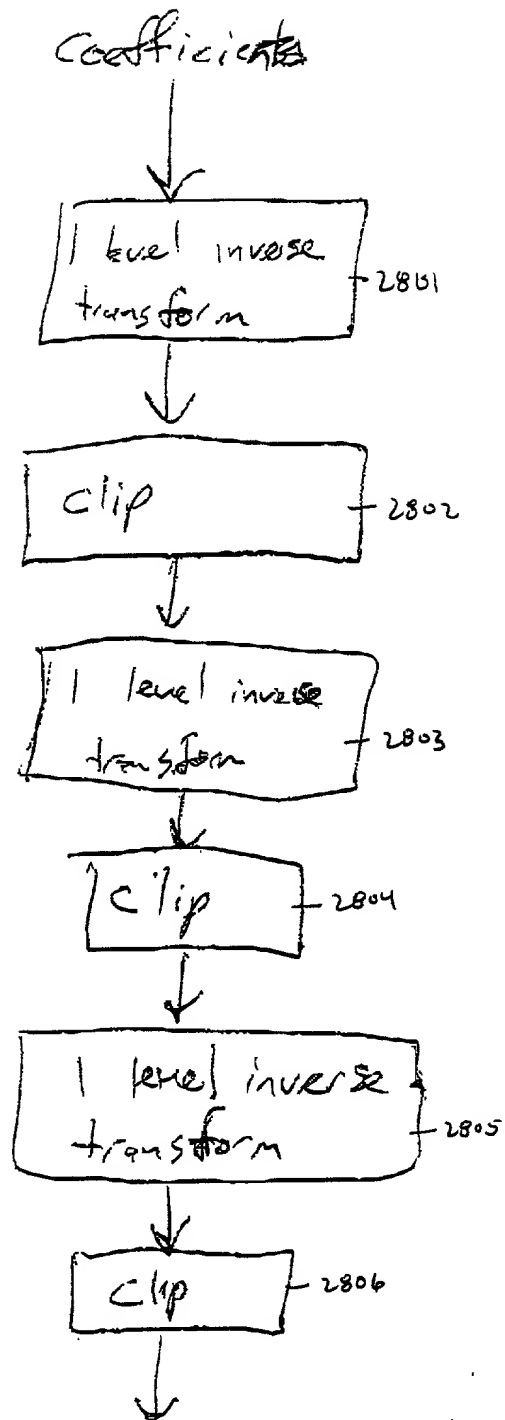 Coefficients
1 level inverse
transform
2801
Clip
2802
1 level inverse
transform
2803
Clip
2804
1 level inverse
transform
2805
Clip
2806